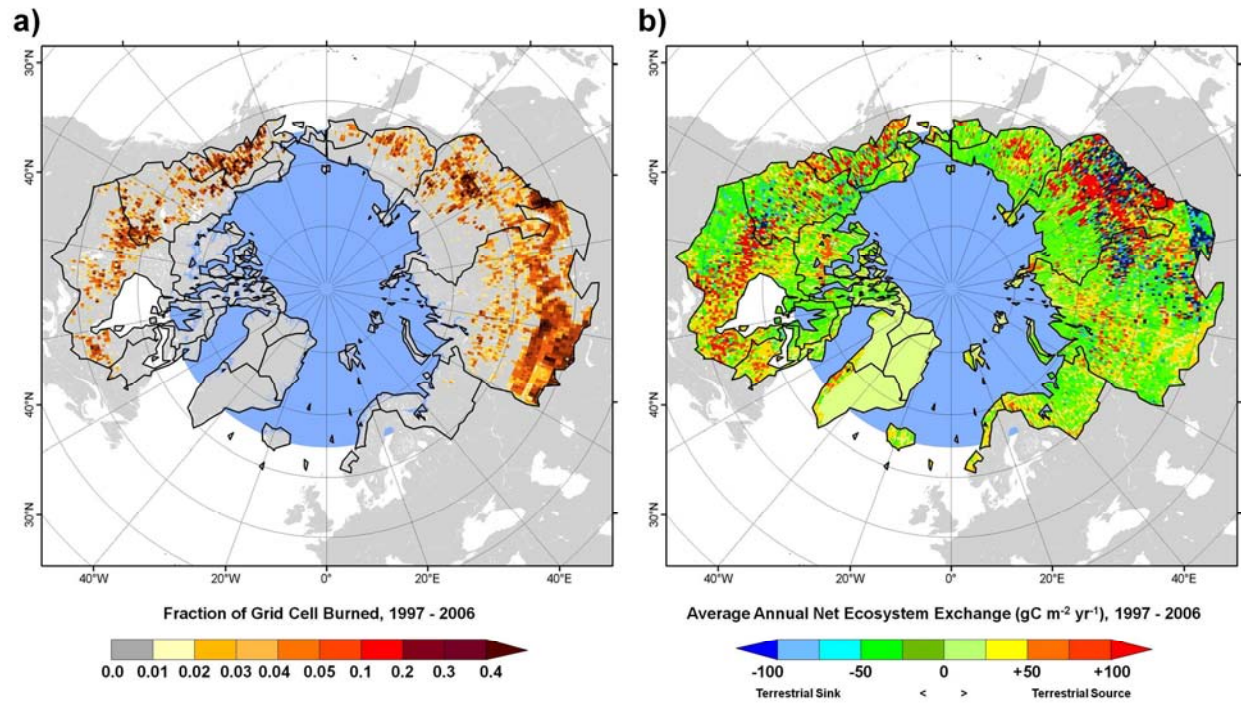 a)
b)
30°N
40°N
40°N
30°N
40°W
20°W
0°
20°E
40°E
30°N
40°N
40°N
30°N
40°W
20°W
0°
20°E
40°E
Fraction of Grid Cell Burned, 1997 - 2006
0.0 0.01 0.02 0.03 0.04 0.05 0.1 0.2 0.3 0.4
Average Annual Net Ecosystem Exchange (gC m⁻² yr⁻¹), 1997 - 2006
-100 -50 0 +50 +100
Terrestrial Sink < > Terrestrial Source